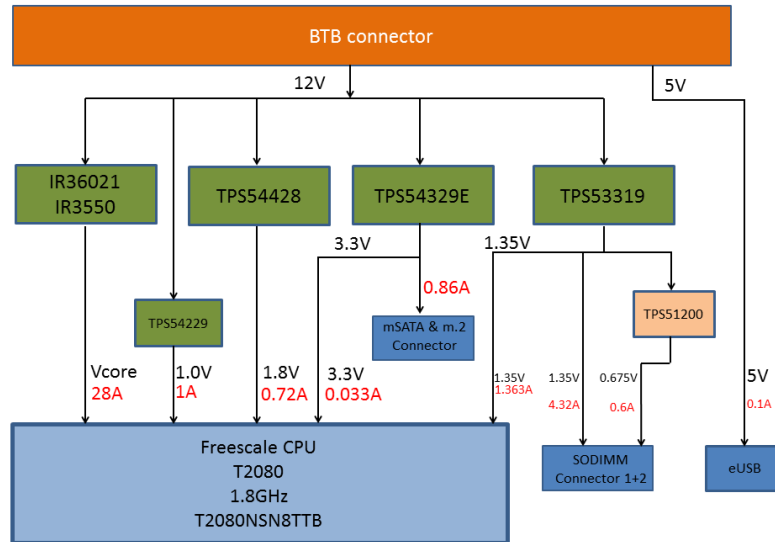 BTB connector
12V
5V
IR36021
IR3550
TPS54428
TPS54329E
TPS53319
3.3V
1.35V
0.86A
TPS54229
mSATA & m.2
Connector
TPS51200
Vcore
28A
1.0V
1A
1.8V
0.72A
3.3V
0.033A
1.35V
1.363A
1.35V
4.32A
0.675V
0.6A
5V
0.1A
Freescale CPU
T2080
1.8GHz
T2080NSN8TTB
SODIMM
Connector 1+2
eUSB